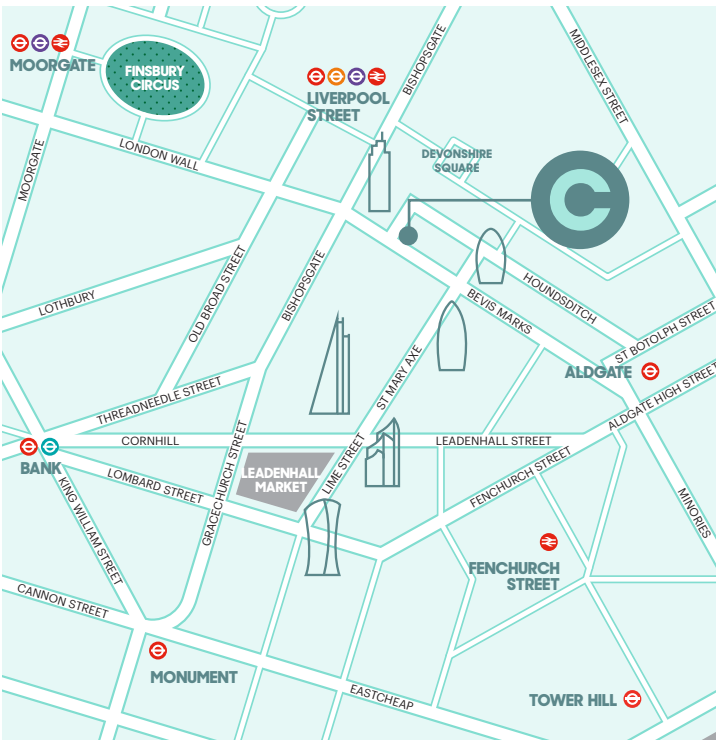 BISHOPSGATE
MIDDLESEX STREET
MOORGATE
FINSBURY
CIRCUS
LIVERPOOL
STREET
MOORGATE
LONDON WALL
DEVONSHIRE
SQUARE
C
LOTHBURY
OLD BROAD STREET
BISHOPSGATE
HOUNDSDITCH
BEVIS MARKS
ST BOTOLPH STREET
ST MARY AXE
ALDGATE
THREADNEEDLE STREET
ALDGATE HIGH STREET
CORNHILL
LEADENHALL STREET
BANK
LOMBARD STREET
GRACECHURCH STREET
LEADENHALL
MARKET
LIME STREET
FENCHURCH STREET
KING WILLIAM STREET
MINORIES
FENCHURCH
STREET
CANNON STREET
MONUMENT
EASTCHEAP
TOWER HILL